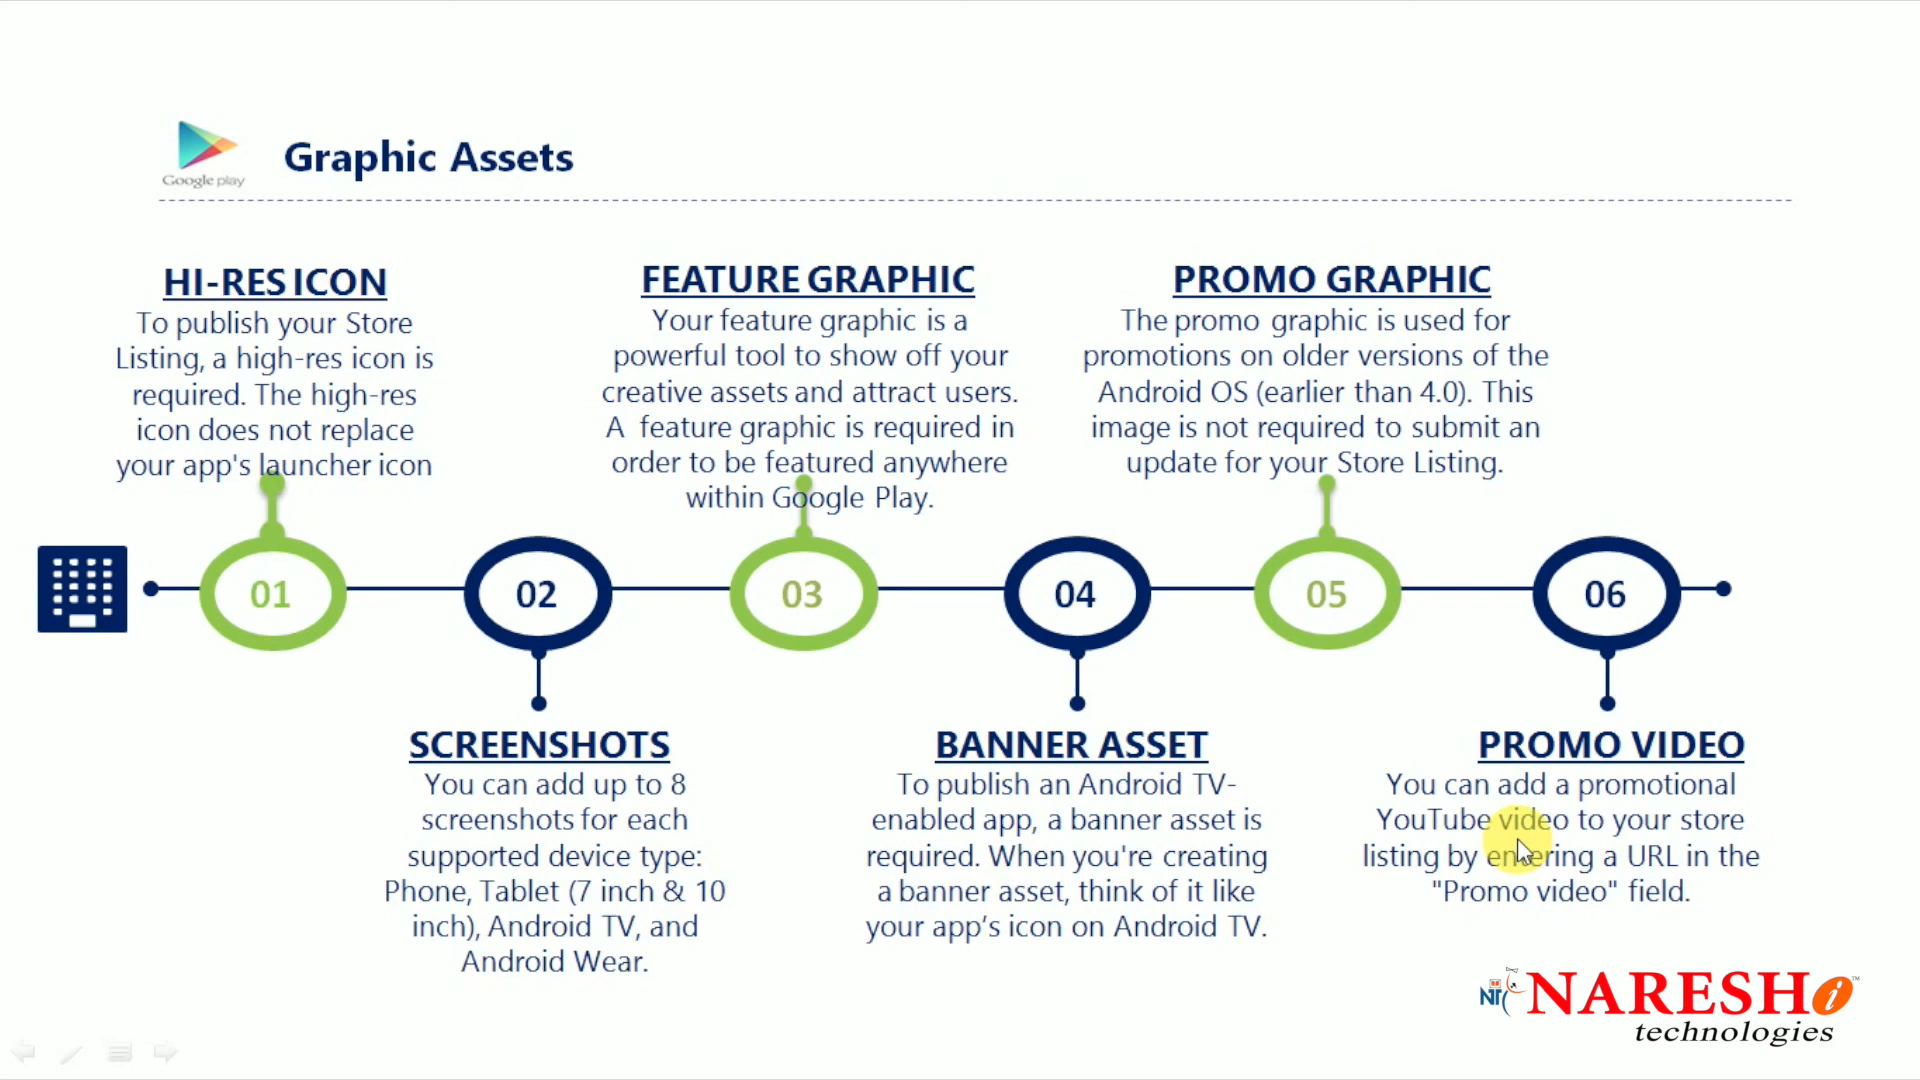 Google play
Graphic Assets
HI-RES ICON
To publish your Store
Listing, a high-res icon is
required. The high-res
icon does not replace
your app's launcher icon
FEATURE GRAPHIC
Your feature graphic is a
powerful tool to show off your
creative assets and attract users.
A feature graphic is required in
order to be featured anywhere
within Google Play.
PROMO GRAPHIC
The promo graphic is used for
promotions on older versions of the
Android OS (earlier than 4.0). This
image is not required to submit an
update for your Store Listing.
01
02
03
04
05
06
SCREENSHOTS
You can add up to 8
screenshots for each
supported device type:
Phone, Tablet (7 inch & 10
inch), Android TV, and
Android Wear.
BANNER ASSET
To publish an Android TV-
enabled app, a banner asset is
required. When you're creating
a banner asset, think of it like
your app’s icon on Android TV.
PROMO VIDEO
You can add a promotional
YouTube video to your store
listing by entering a URL in the
"Promo video" field.
NT NARESH i ™
technologies